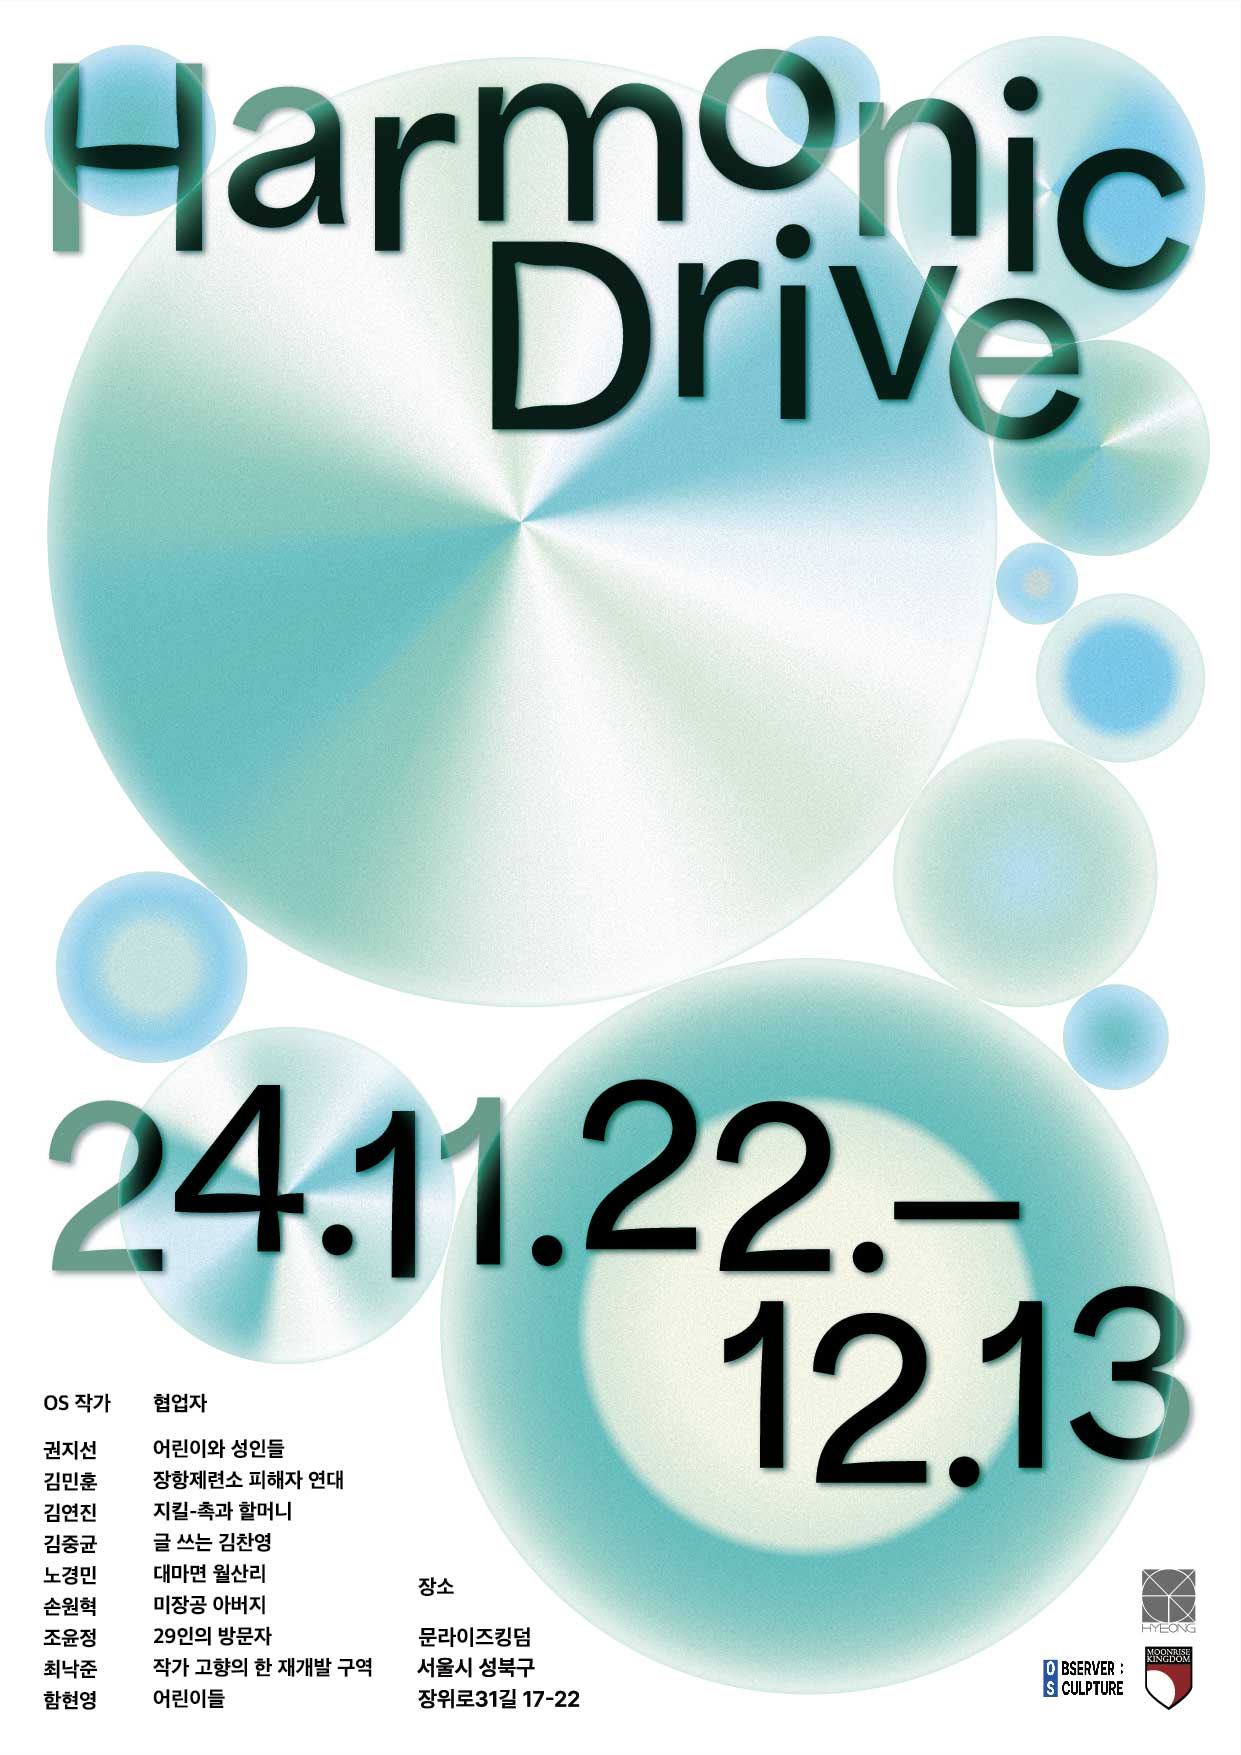 Harmonic
Drive
24.11.22.—
12.13
OS 작가 협업자
권지선 어린이와 성인들
김민훈 장항제련소 피해자 연대
김연진 지킬-촉과 할머니
김중균 글 쓰는 김찬영
노경민 대마면 월산리
손원혁 미장공 아버지
조윤정 29인의 방문자
최낙준 작가 고향의 한 재개발 구역
함현영 어린이들
장소
문라이즈킹덤
서울시 성북구
장위로31길 17-22
HYEONG
OBSERVER :
SCULPTURE
MOONRISE
KINGDOM